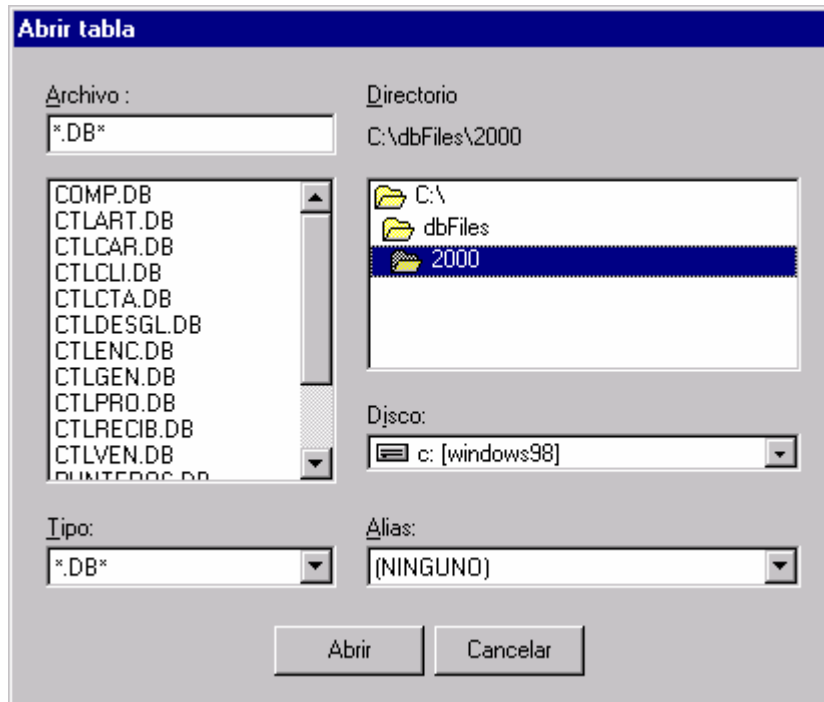 Abrir tabla
Archivo :
*.DB*
COMP.DB
CTLART.DB
CTLCAR.DB
CTLCLI.DB
CTLCTA.DB
CTLDESGL.DB
CTLENC.DB
CTLGEN.DB
CTLPRO.DB
CTLRECIB.DB
CTLVEN.DB
PUNTEROS.DB
Tipo:
*.DB*
Directorio
C:\dbFiles\2000
C:\
dbFiles
2000
Disco:
c: [windows98]
Alias:
(NINGUNO)
Abrir
Cancelar